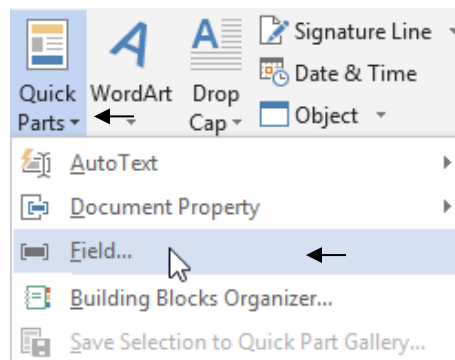 Signature Line
Date & Time
Object
Quick Parts
WordArt
Drop Cap
AutoText
Document Property
Field...
Building Blocks Organizer...
Save Selection to Quick Part Gallery...